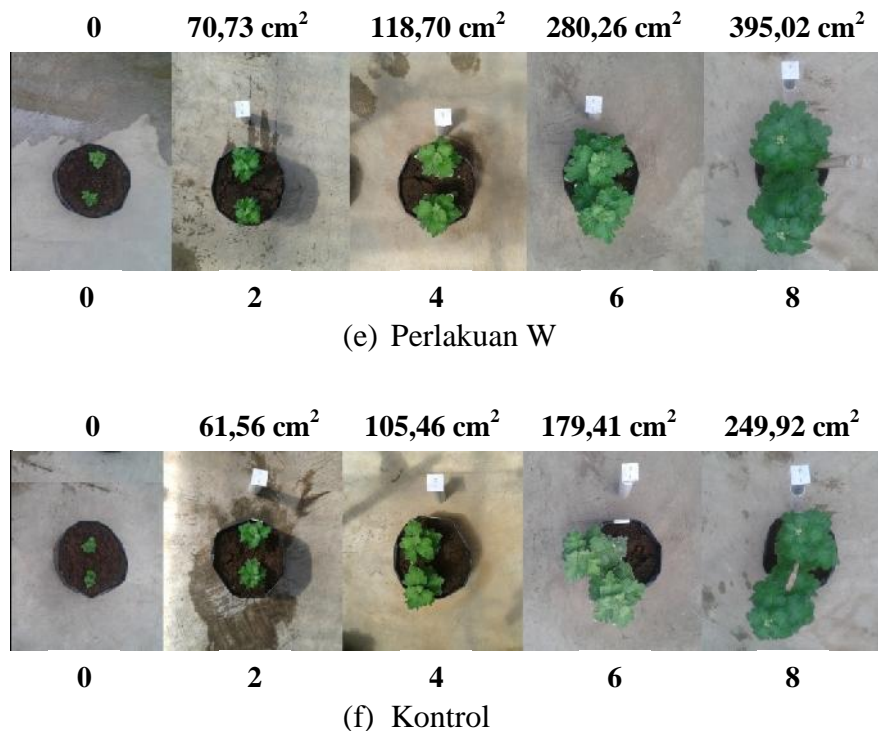 0 70,73 cm² 118,70 cm² 280,26 cm² 395,02 cm²
0 2 4 6 8
(e) Perlakuan W
0 61,56 cm² 105,46 cm² 179,41 cm² 249,92 cm²
0 2 4 6 8
(f) Kontrol